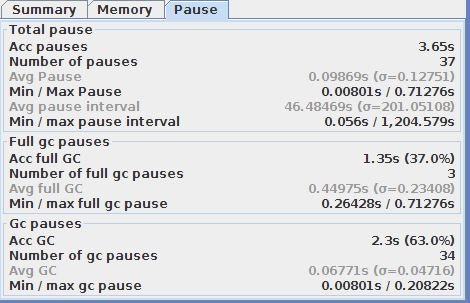 Summary Memory Pause
Total pause
Acc pauses 3.65s
Number of pauses 37
Avg Pause 0.09869s (σ=0.12751)
Min / Max Pause 0.00801s / 0.71276s
Avg pause interval 46.48469s (σ=201.05108)
Min / max pause interval 0.056s / 1,204.579s
Full gc pauses
Acc full GC 1.35s (37.0%)
Number of full gc pauses 3
Avg full GC 0.44975s (σ=0.23408)
Min / max full gc pause 0.26428s / 0.71276s
Gc pauses
Acc GC 2.3s (63.0%)
Number of gc pauses 34
Avg GC 0.06771s (σ=0.04716)
Min / max gc pause 0.00801s / 0.20822s